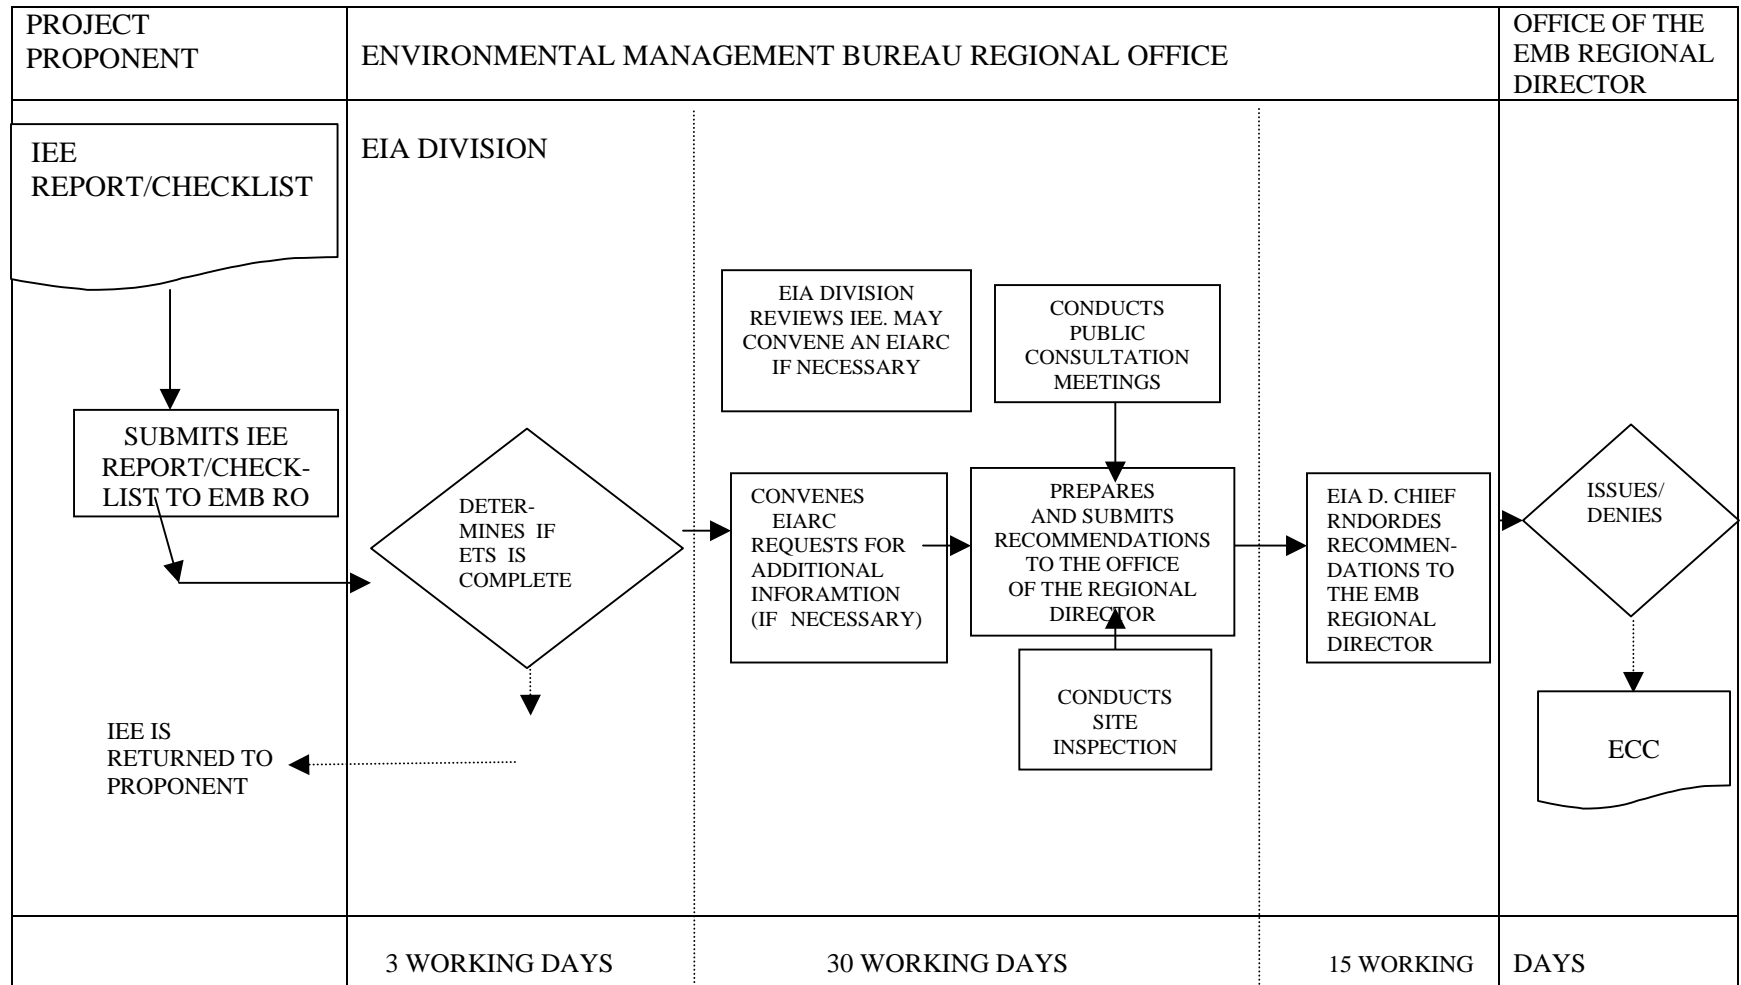 PROJECT
PROPONENT
ENVIRONMENTAL MANAGEMENT BUREAU REGIONAL OFFICE
OFFICE OF THE
EMB REGIONAL
DIRECTOR
IEE
REPORT/CHECKLIST
EIA DIVISION
SUBMITS IEE
REPORT/CHECK-
LIST TO EMB RO
DETER-
MINES IF
ETS IS
COMPLETE
IEE IS
RETURNED TO
PROPONENT
EIA DIVISION
REVIEWS IEE. MAY
CONVENE AN EIARC
IF NECESSARY
CONDUCTS
PUBLIC
CONSULTATION
MEETINGS
CONVENES
EIARC
REQUESTS FOR
ADDITIONAL
INFORAMTION
(IF NECESSARY)
PREPARES
AND SUBMITS
RECOMMENDATIONS
TO THE OFFICE
OF THE REGIONAL
DIRECTOR
CONDUCTS
SITE
INSPECTION
EIA D. CHIEF
RNDORDES
RECOMMEN-
DATIONS TO
THE EMB
REGIONAL
DIRECTOR
ISSUES/
DENIES
ECC
3 WORKING DAYS
30 WORKING DAYS
15 WORKING
DAYS